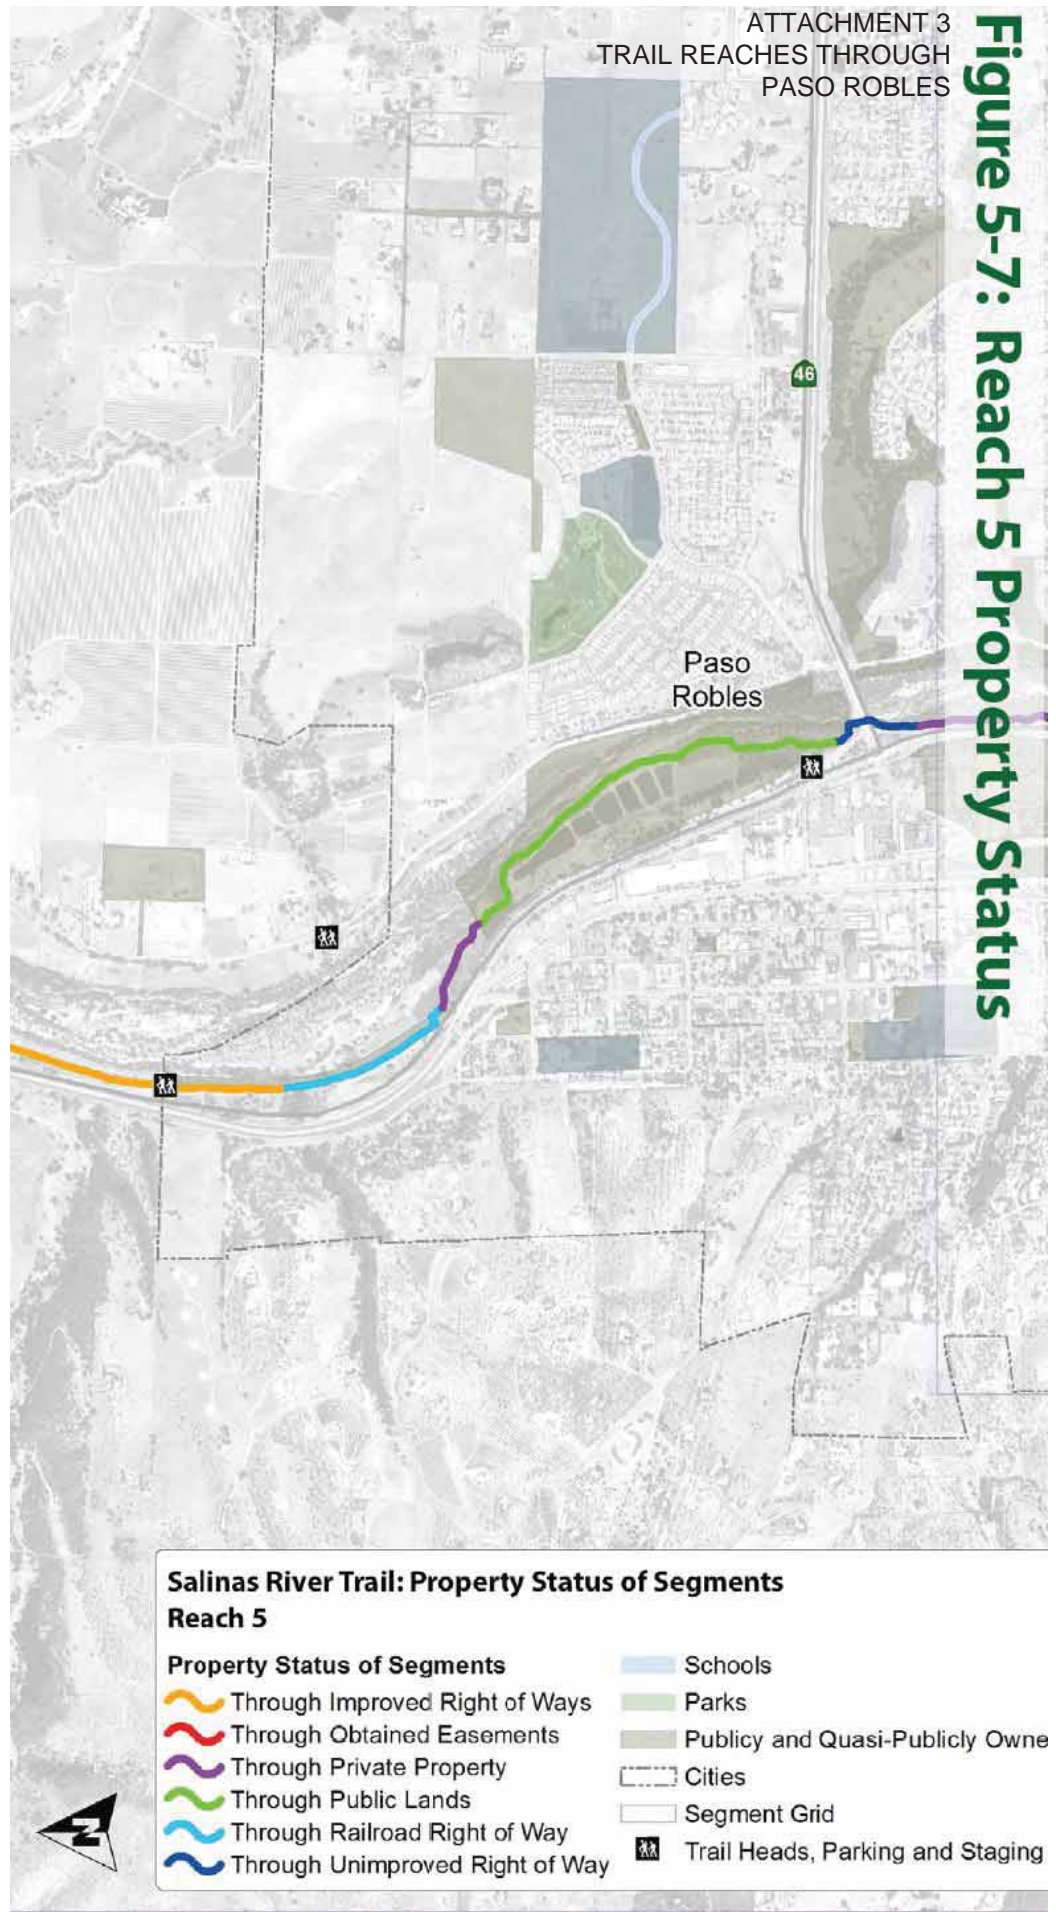 ATTACHMENT 3
TRAIL REACHES THROUGH
PASO ROBLES
Figure 5-7: Reach 5 Property Status
46
Paso
Robles
Salinas River Trail: Property Status of Segments
Reach 5
Property Status of Segments
Through Improved Right of Ways
Through Obtained Easements
Through Private Property
Through Public Lands
Through Railroad Right of Way
Through Unimproved Right of Way
Schools
Parks
Publicy and Quasi-Publicly Owne
Cities
Segment Grid
Trail Heads, Parking and Staging
N